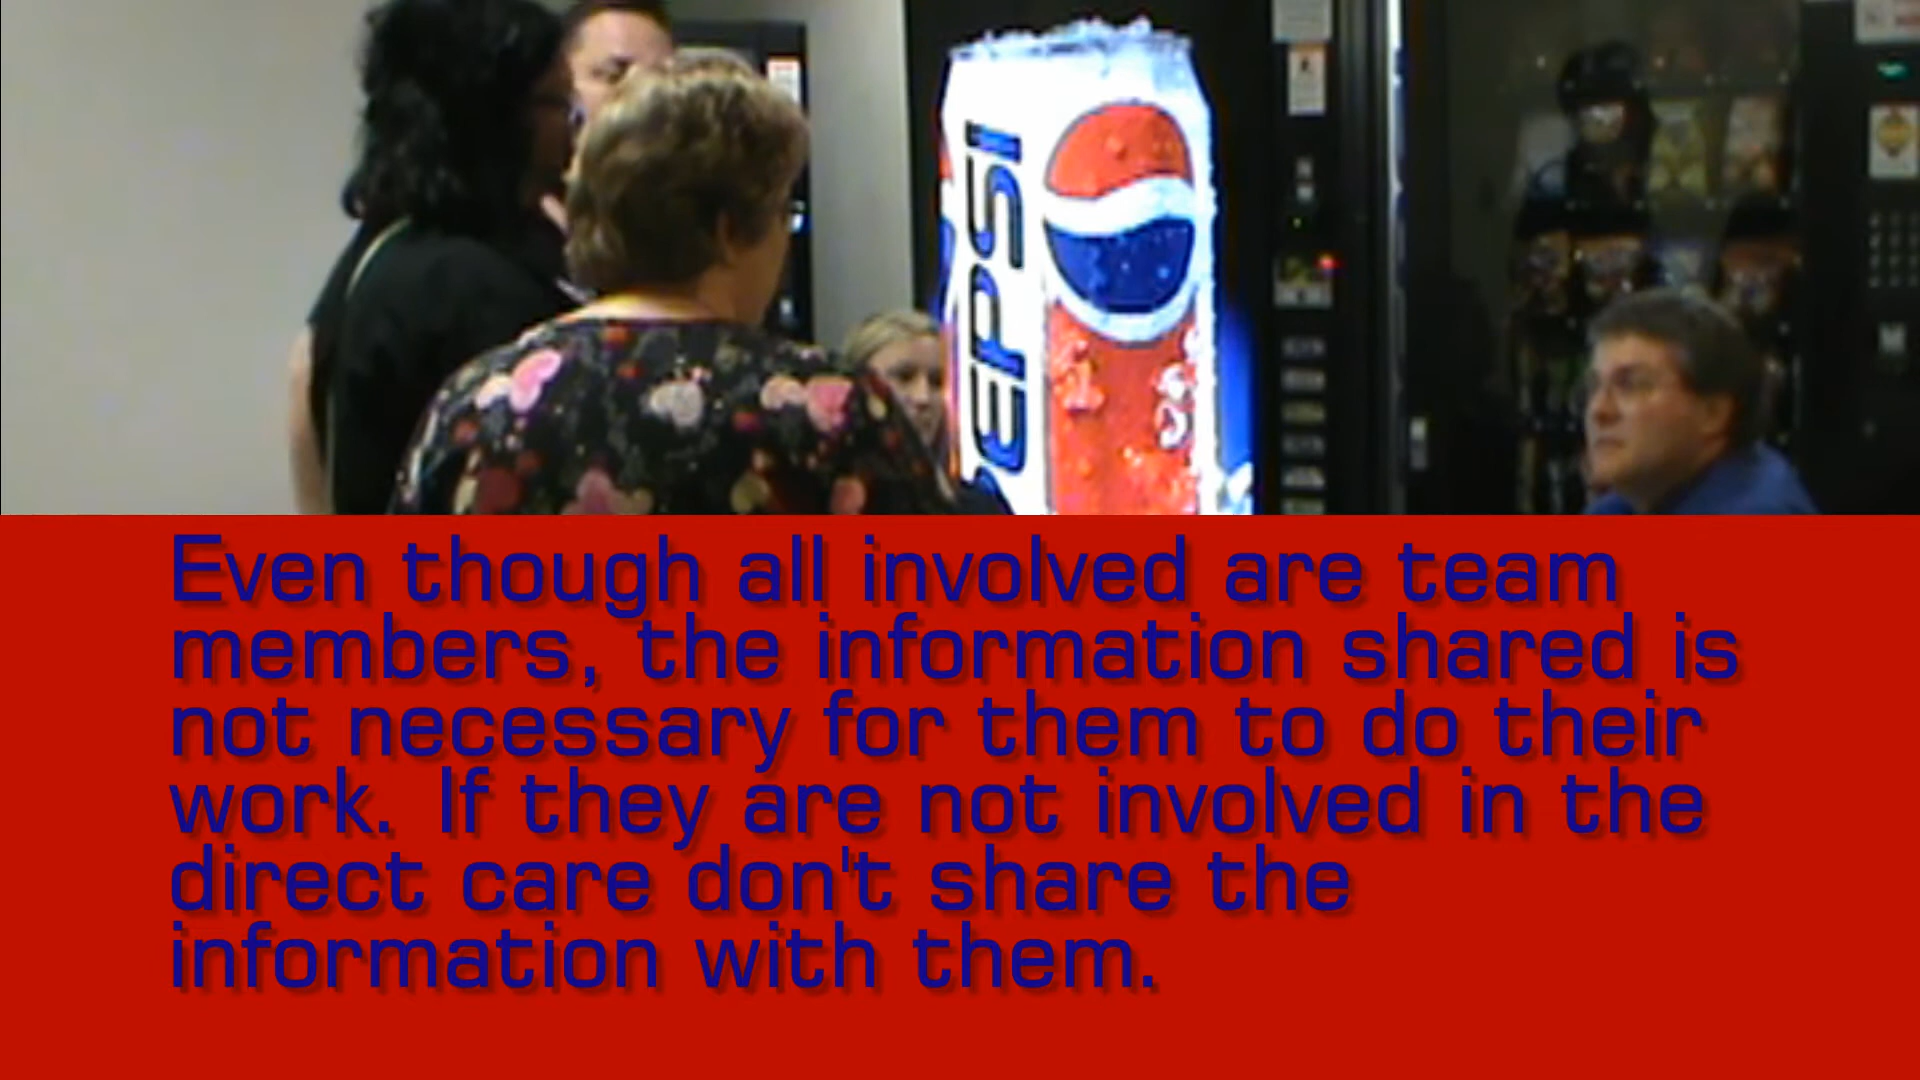 PEPSI
Even though all involved are team
members, the information shared is
not necessary for them to do their
work. If they are not involved in the
direct care don't share the
information with them.